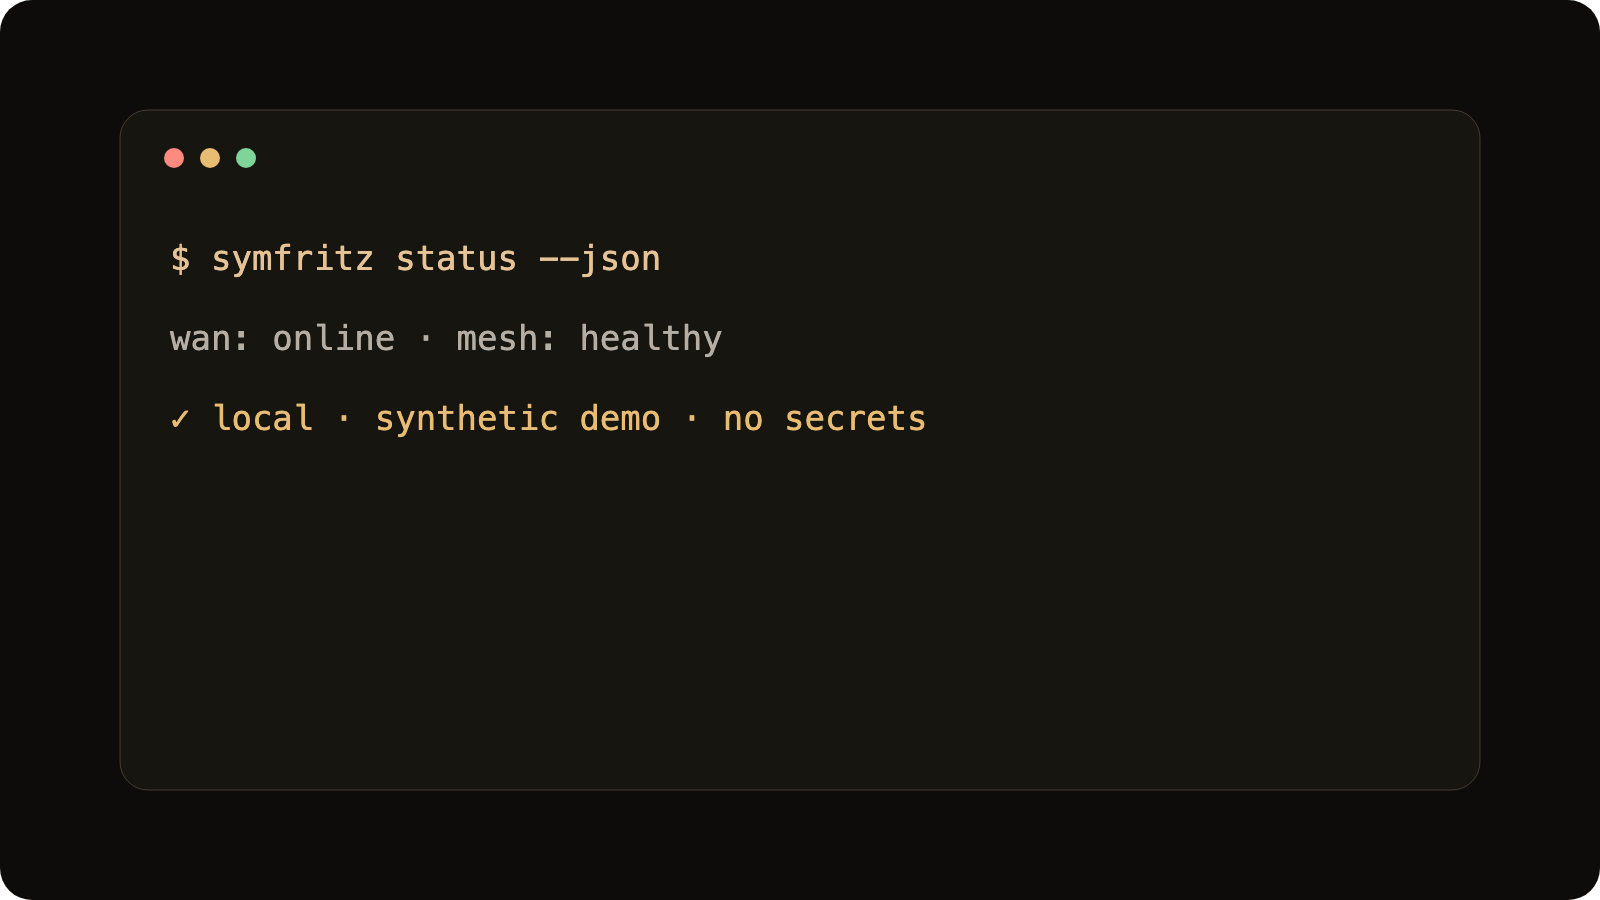 $ symfritz status --json
wan: online · mesh: healthy
✓ local · synthetic demo · no secrets